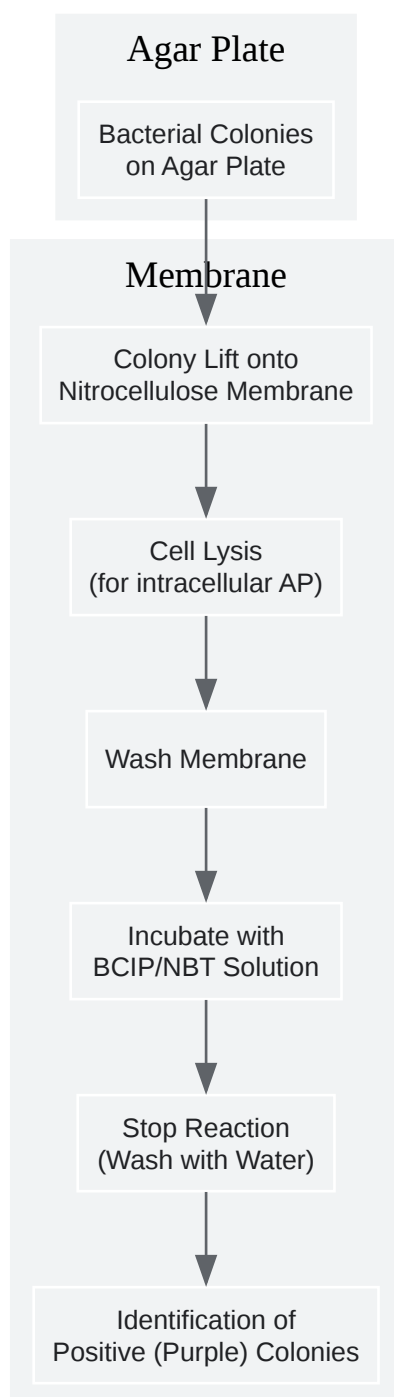 Agar Plate
Bacterial Colonies
on Agar Plate
Membrane
Colony Lift onto
Nitrocellulose Membrane
Cell Lysis
(for intracellular AP)
Wash Membrane
Incubate with
BCIP/NBT Solution
Stop Reaction
(Wash with Water)
Identification of
Positive (Purple) Colonies